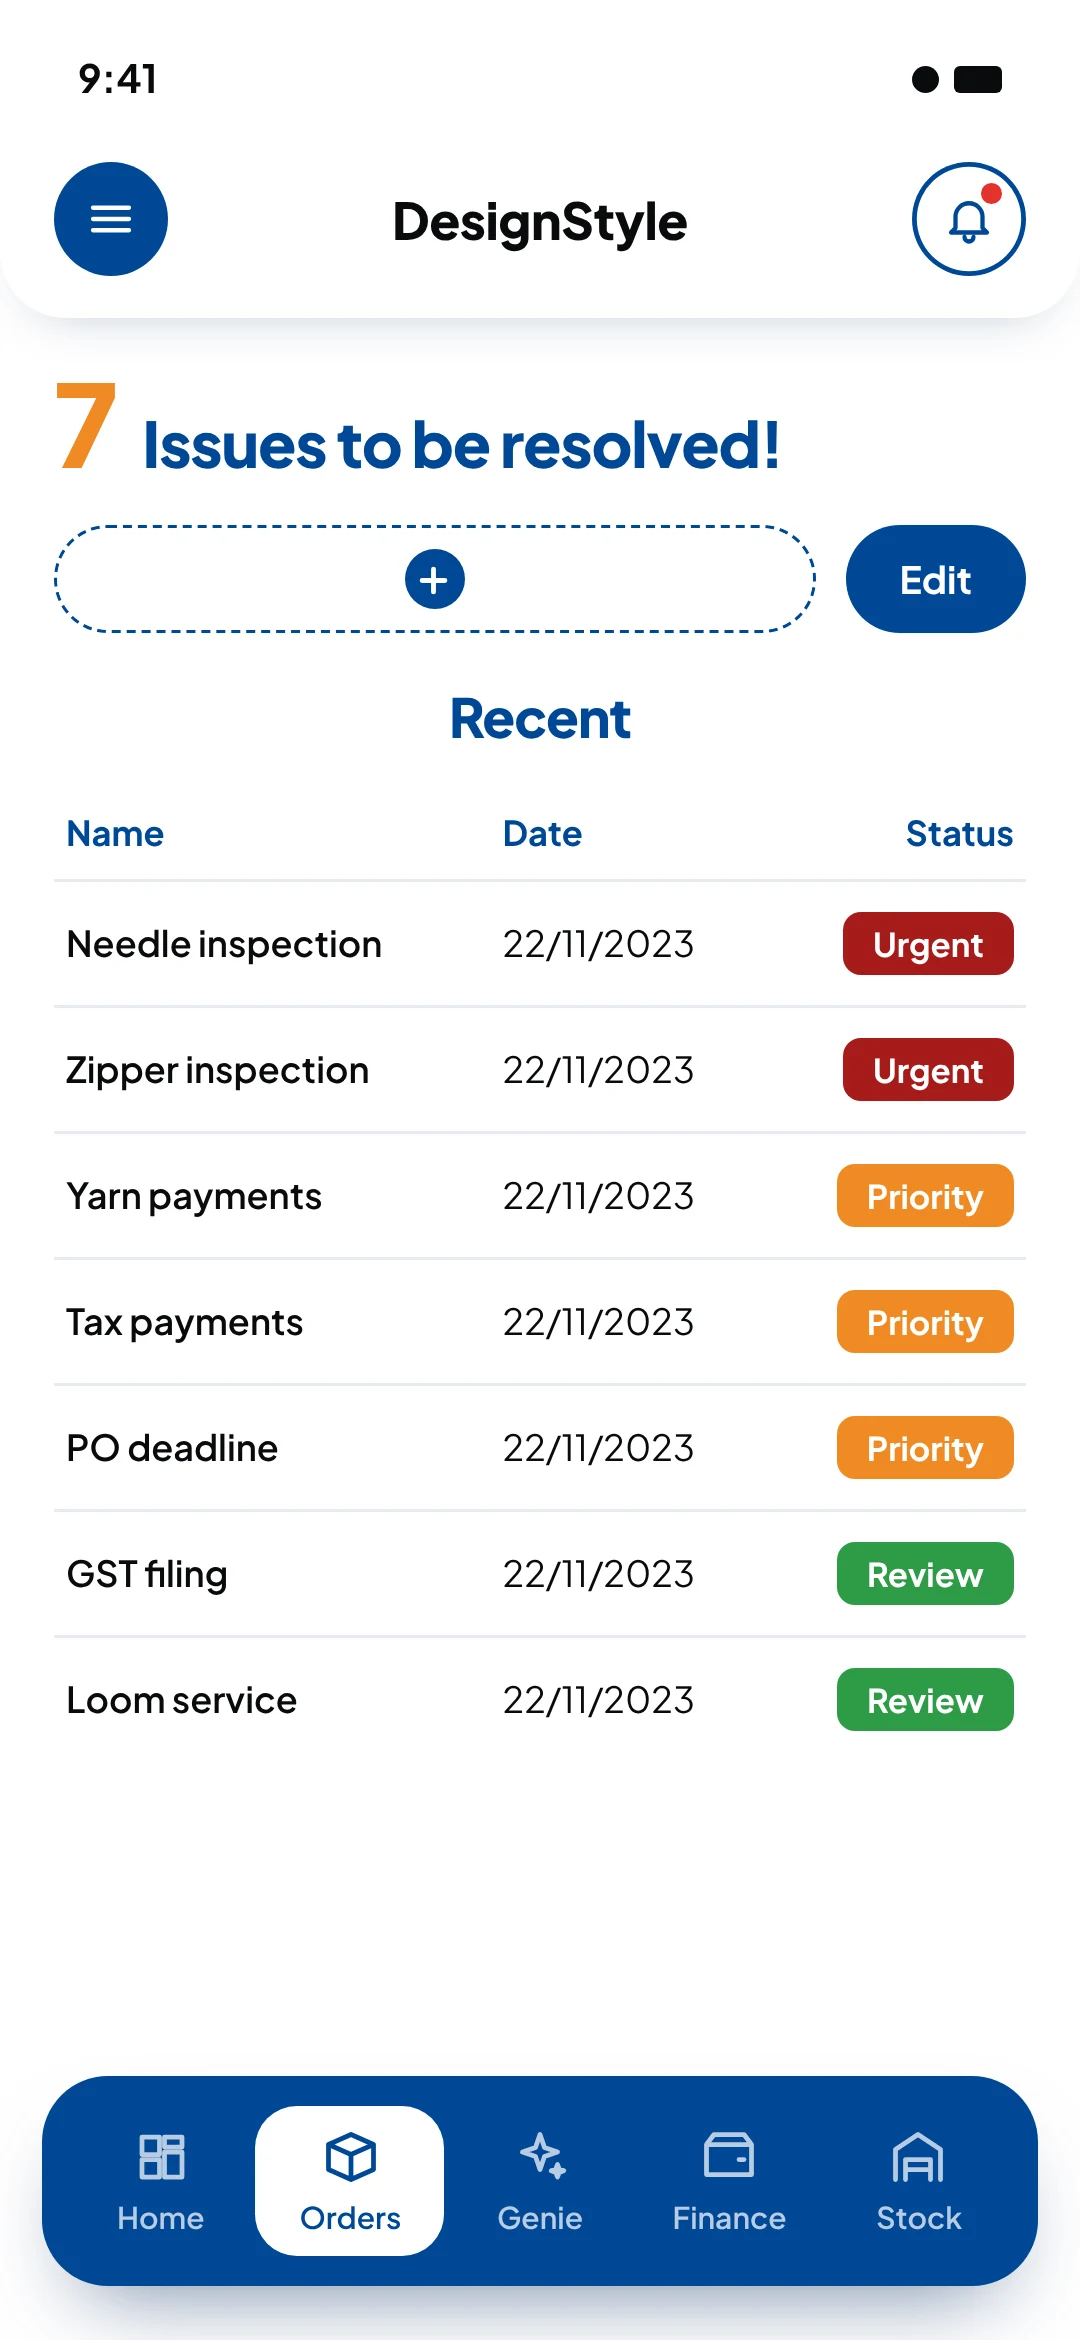 9:41
DesignStyle
7 Issues to be resolved!
Edit
Recent
Name Date Status
Needle inspection 22/11/2023 Urgent
Zipper inspection 22/11/2023 Urgent
Yarn payments 22/11/2023 Priority
Tax payments 22/11/2023 Priority
PO deadline 22/11/2023 Priority
GST filing 22/11/2023 Review
Loom service 22/11/2023 Review
Home Orders Genie Finance Stock